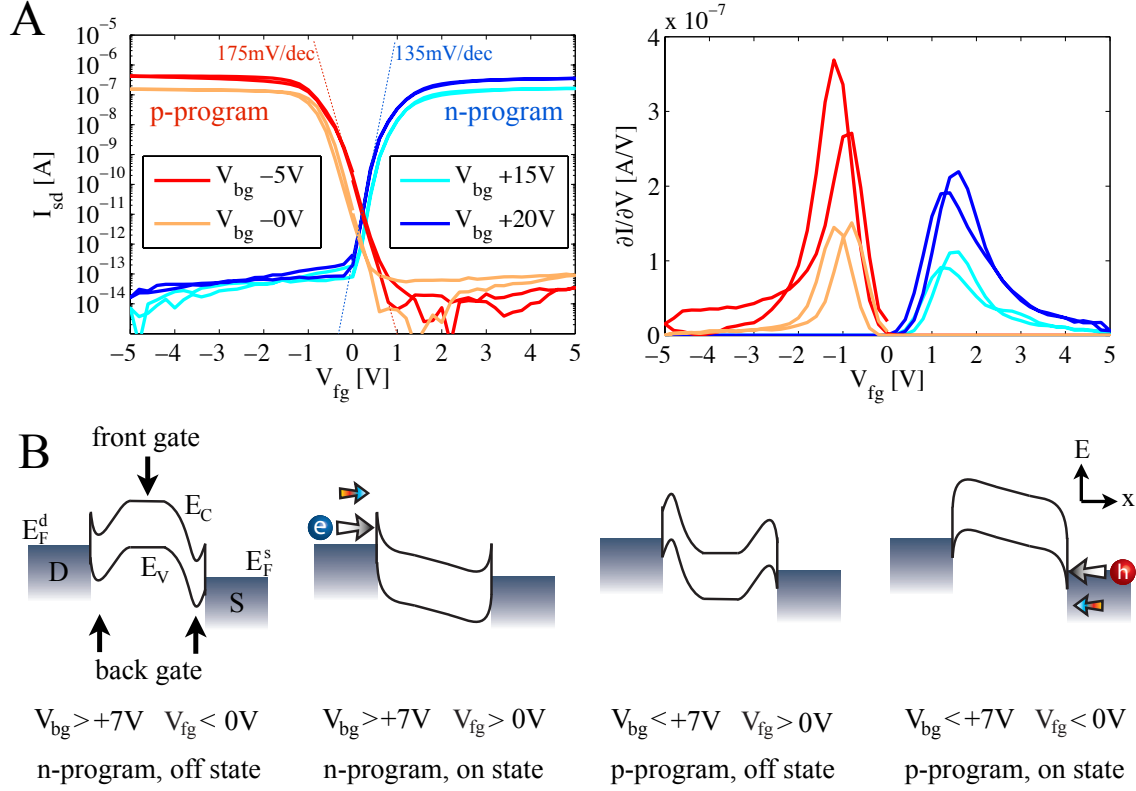 A
175mV/dec
135mV/dec
p-program
n-program
V_bg −5V
V_bg −0V
V_bg +15V
V_bg +20V
I_sd [A]
10^−6
10^−7
10^−8
10^−9
10^−10
10^−11
10^−12
10^−13
10^−14
−5 −4 −3 −2 −1 0 1 2 3 4 5
V_fg [V]
x 10^−7
∂I/∂V [A/V]
4
3
2
1
0
−5 −4 −3 −2 −1 0 1 2 3 4 5
V_fg [V]
B
front gate
E_F^d
E_C
E_V
E_F^s
D
S
back gate
e
h
E
x
V_bg > +7V V_fg < 0V
n-program, off state
V_bg > +7V V_fg > 0V
n-program, on state
V_bg < +7V V_fg > 0V
p-program, off state
V_bg < +7V V_fg < 0V
p-program, on state